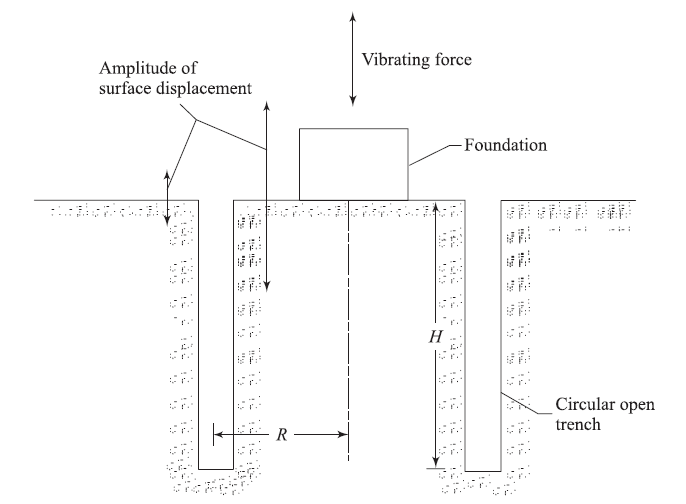 Vibrating force
Amplitude of
surface displacement
Foundation
H
R
Circular open
trench